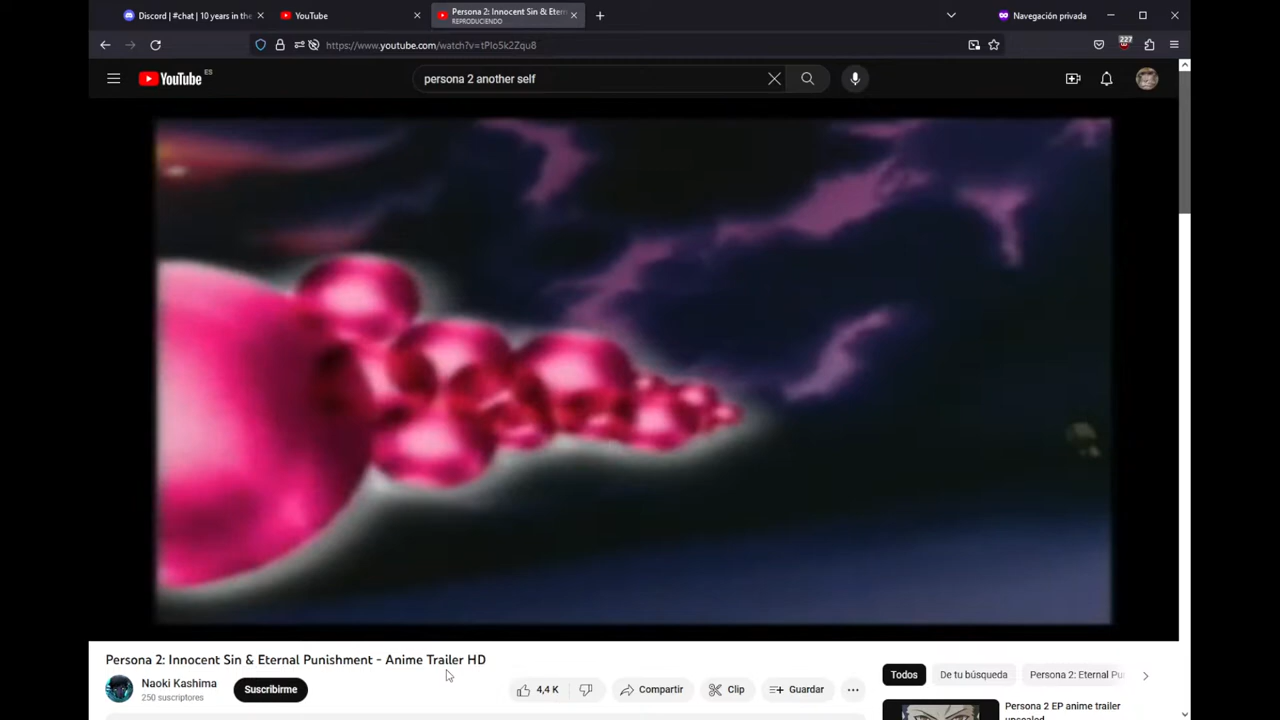 Discord | #chat | 10 years in the
YouTube
Persona 2: Innocent Sin & Etern
REPRODUCIENDO
Navegación privada
https://www.youtube.com/watch?v=tPIo5k2Zqu8
227
YouTube ES
persona 2 another self
Persona 2: Innocent Sin & Eternal Punishment - Anime Trailer HD
Naoki Kashima
250 suscriptores
Suscribirme
4,4 K
Compartir
Clip
Guardar
Todos
De tu búsqueda
Persona 2: Eternal Pu
Persona 2 EP anime trailer
upscaled